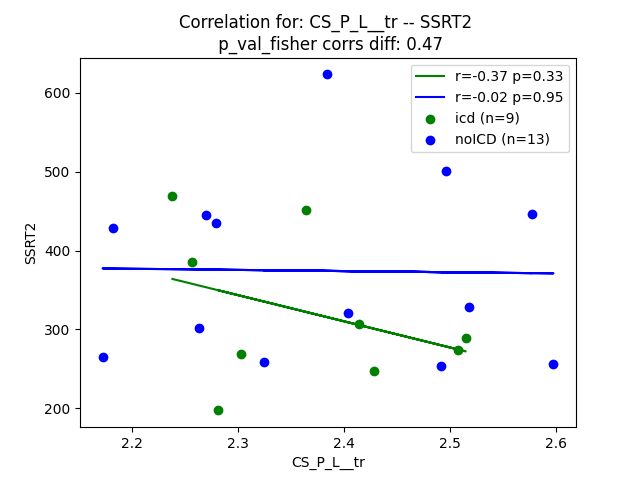 Correlation for: CS_P_L__tr -- SSRT2
p_val_fisher corrs diff: 0.47
r=-0.37 p=0.33
r=-0.02 p=0.95
icd (n=9)
noICD (n=13)
SSRT2
600
500
400
300
200
2.2 2.3 2.4 2.5 2.6
CS_P_L__tr